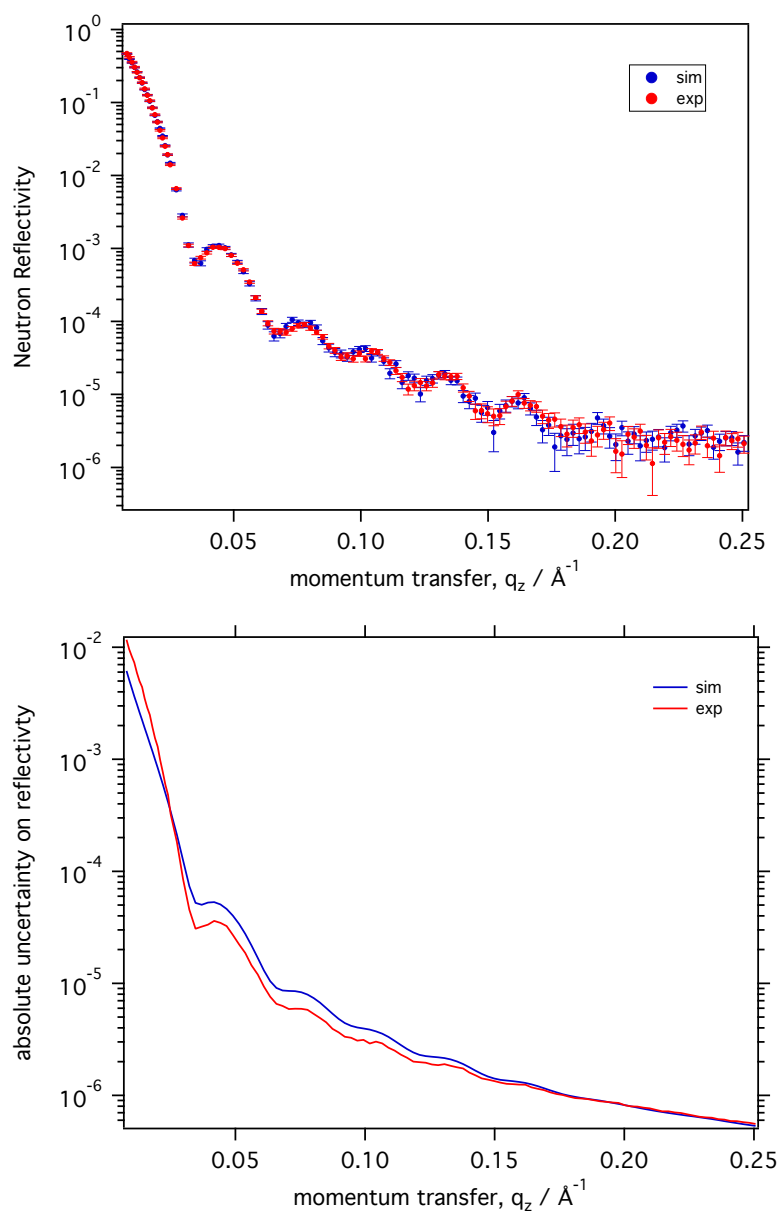 Neutron Reflectivity
10^0
10^-1
10^-2
10^-3
10^-4
10^-5
10^-6
sim
exp
0.05 0.10 0.15 0.20 0.25
momentum transfer, q_z / Å^-1
absolute uncertainty on reflectivty
10^-2
10^-3
10^-4
10^-5
10^-6
sim
exp
0.05 0.10 0.15 0.20 0.25
momentum transfer, q_z / Å^-1